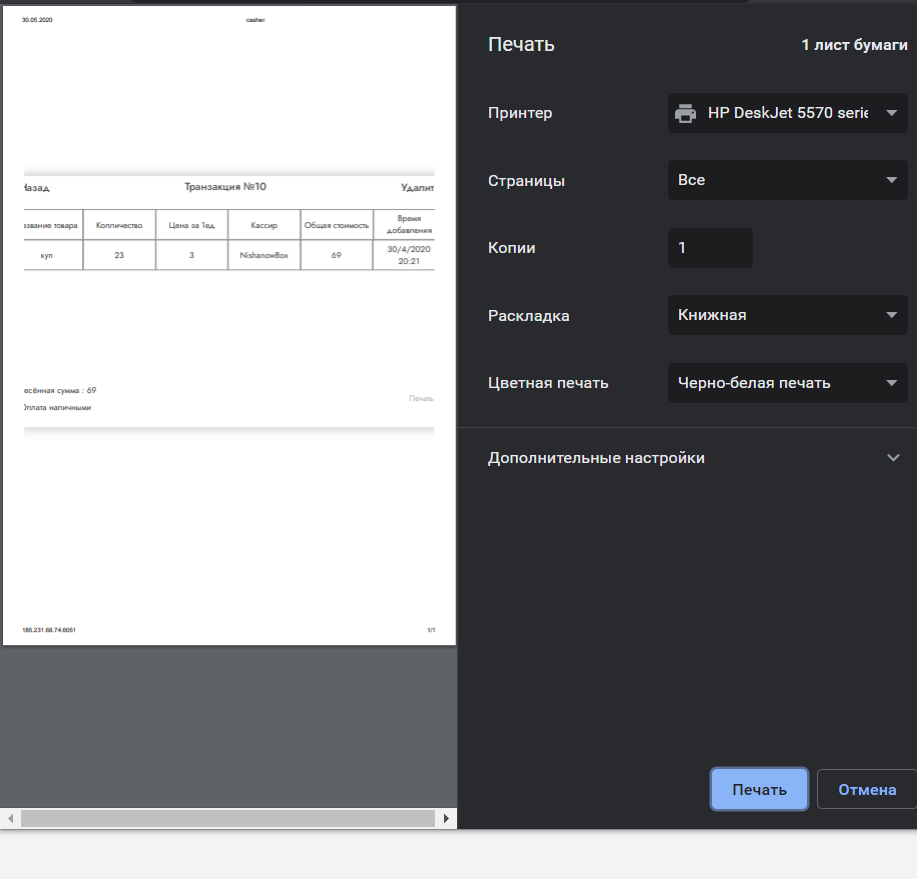 30.05.2020 casher
Назад Транзакция №10 Удалит
азвание товара Колличество Цена за 1ед Кассир Общая стоимость Время добавления
куп 23 3 NishanowBox 69 30/4/2020 20:21
есённая сумма : 69
Оплата наличными
Печать
185.231.68.74:6051 1/1
Печать 1 лист бумаги
Принтер HP DeskJet 5570 serie
Страницы Все
Копии 1
Раскладка Книжная
Цветная печать Черно-белая печать
Дополнительные настройки
Печать Отмена